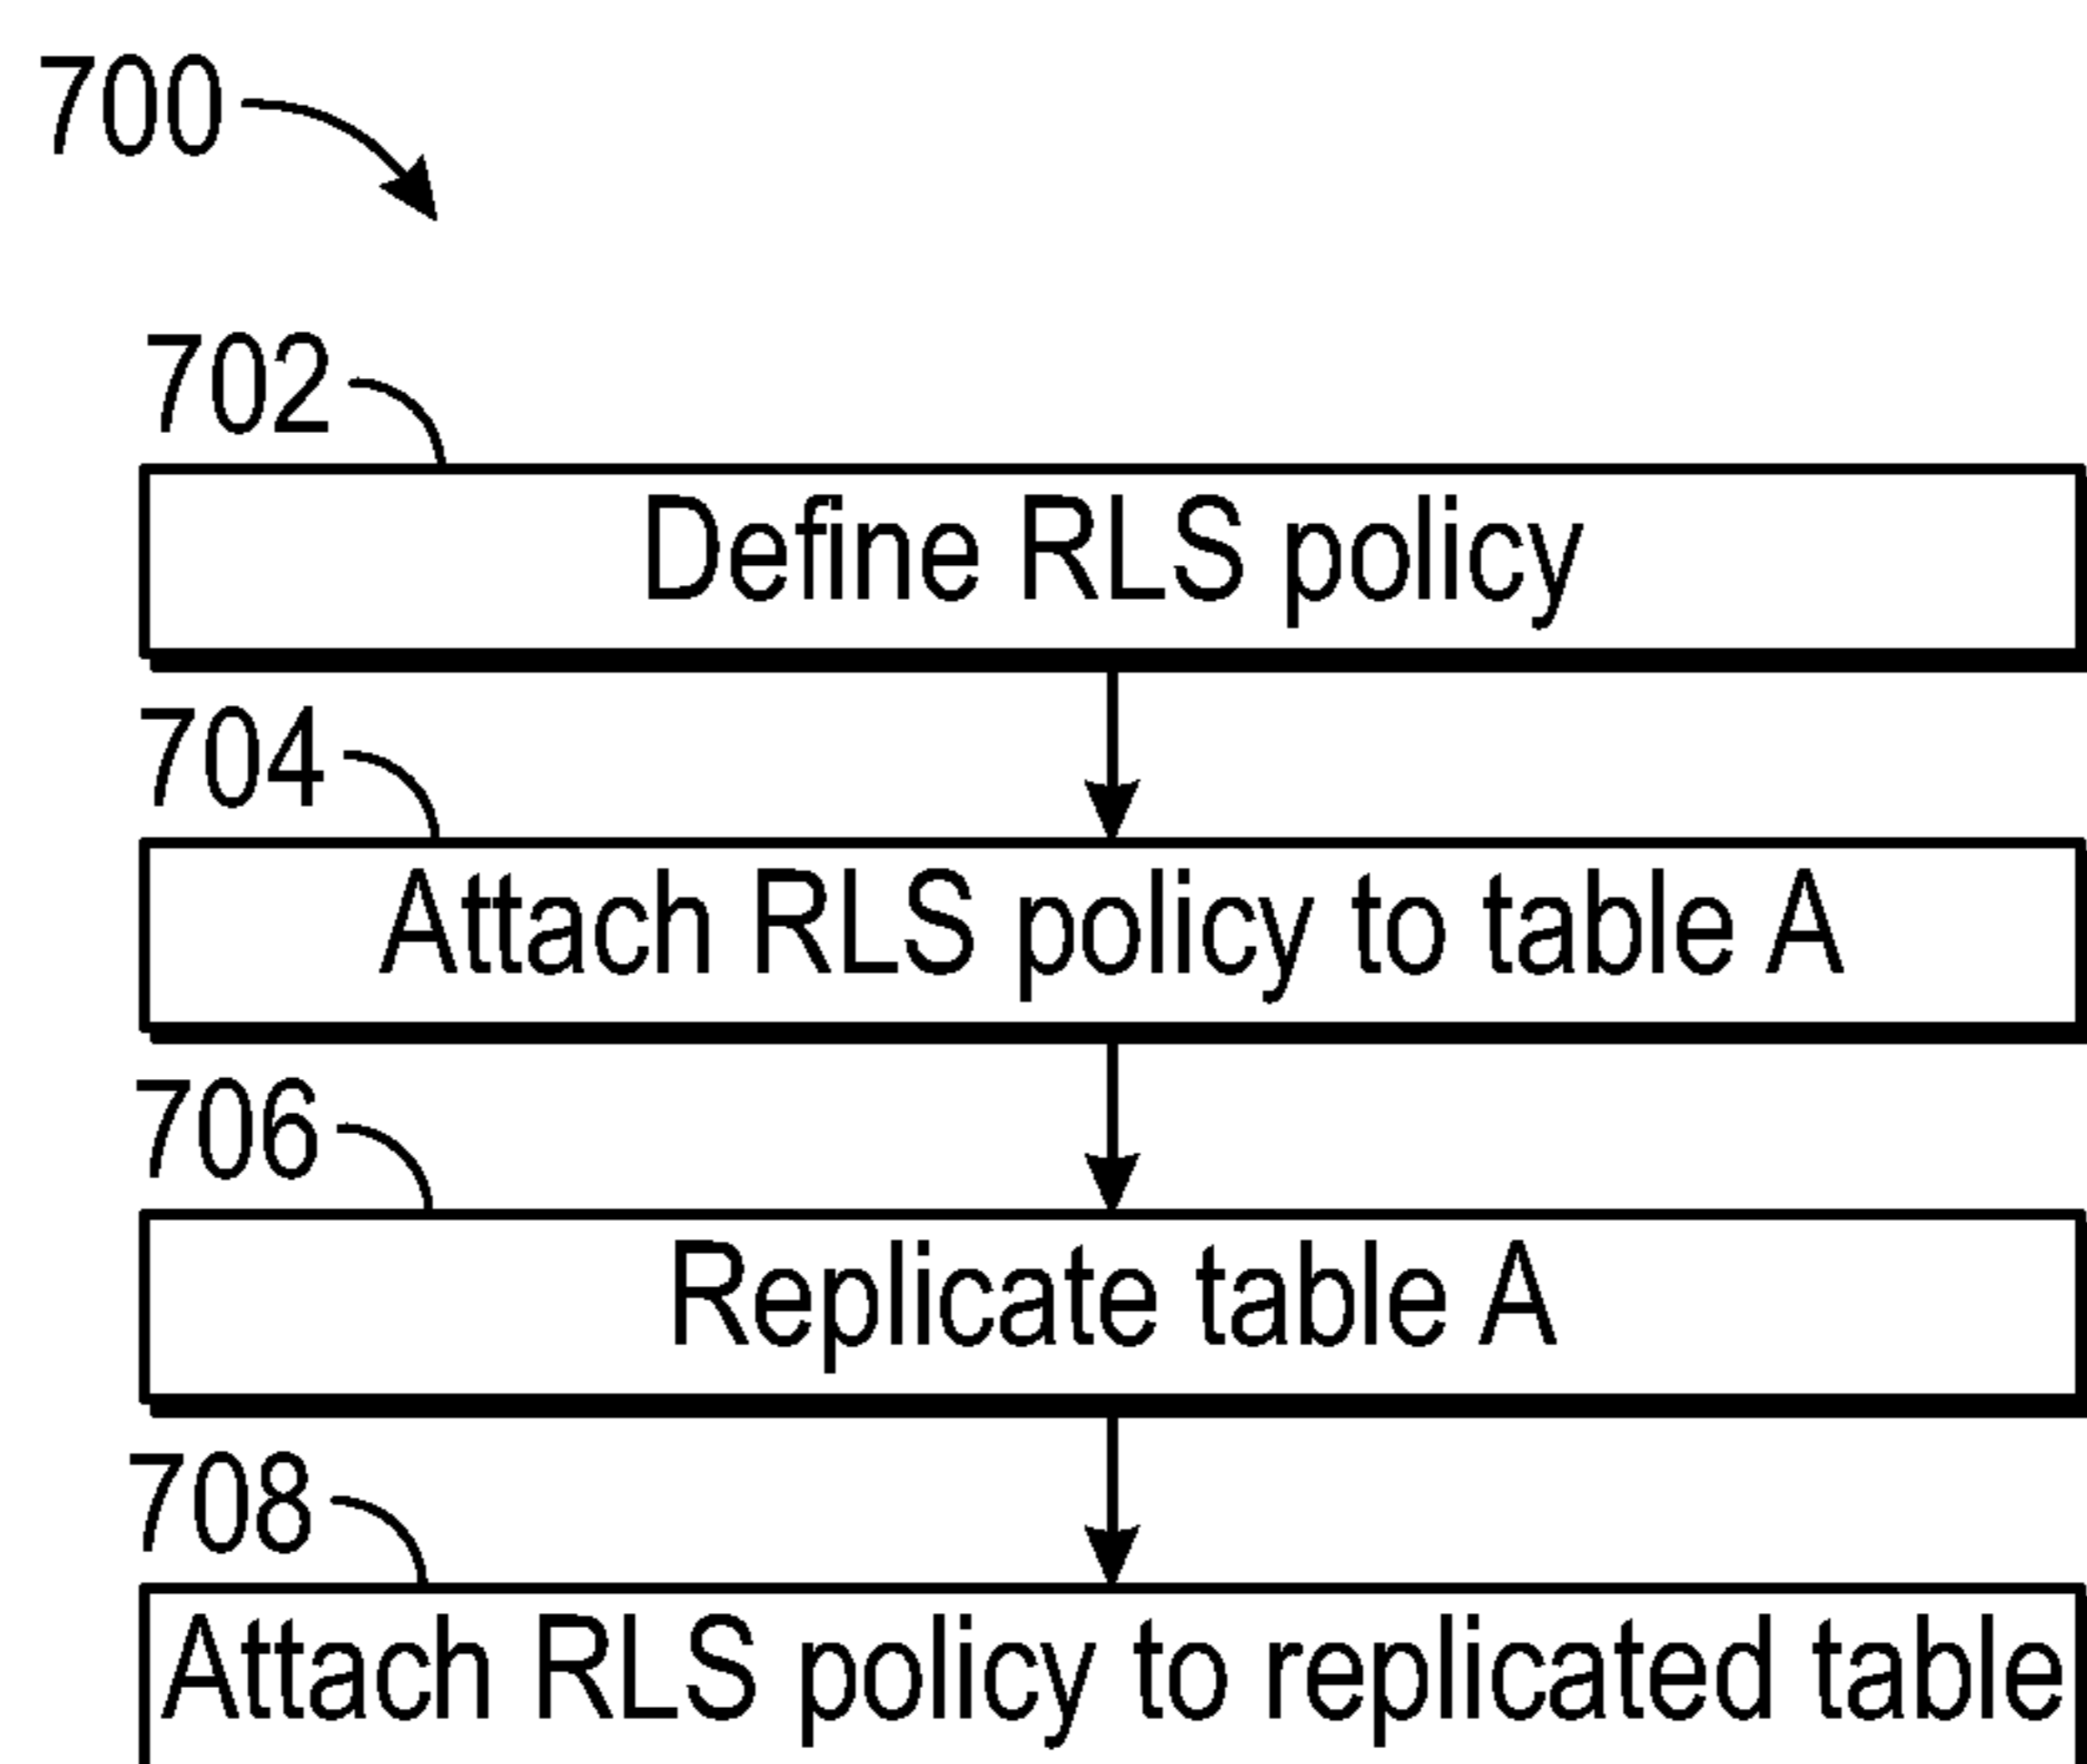 700
702
Define RLS policy
704
Attach RLS policy to table A
706
Replicate table A
708
Attach RLS policy to replicated table